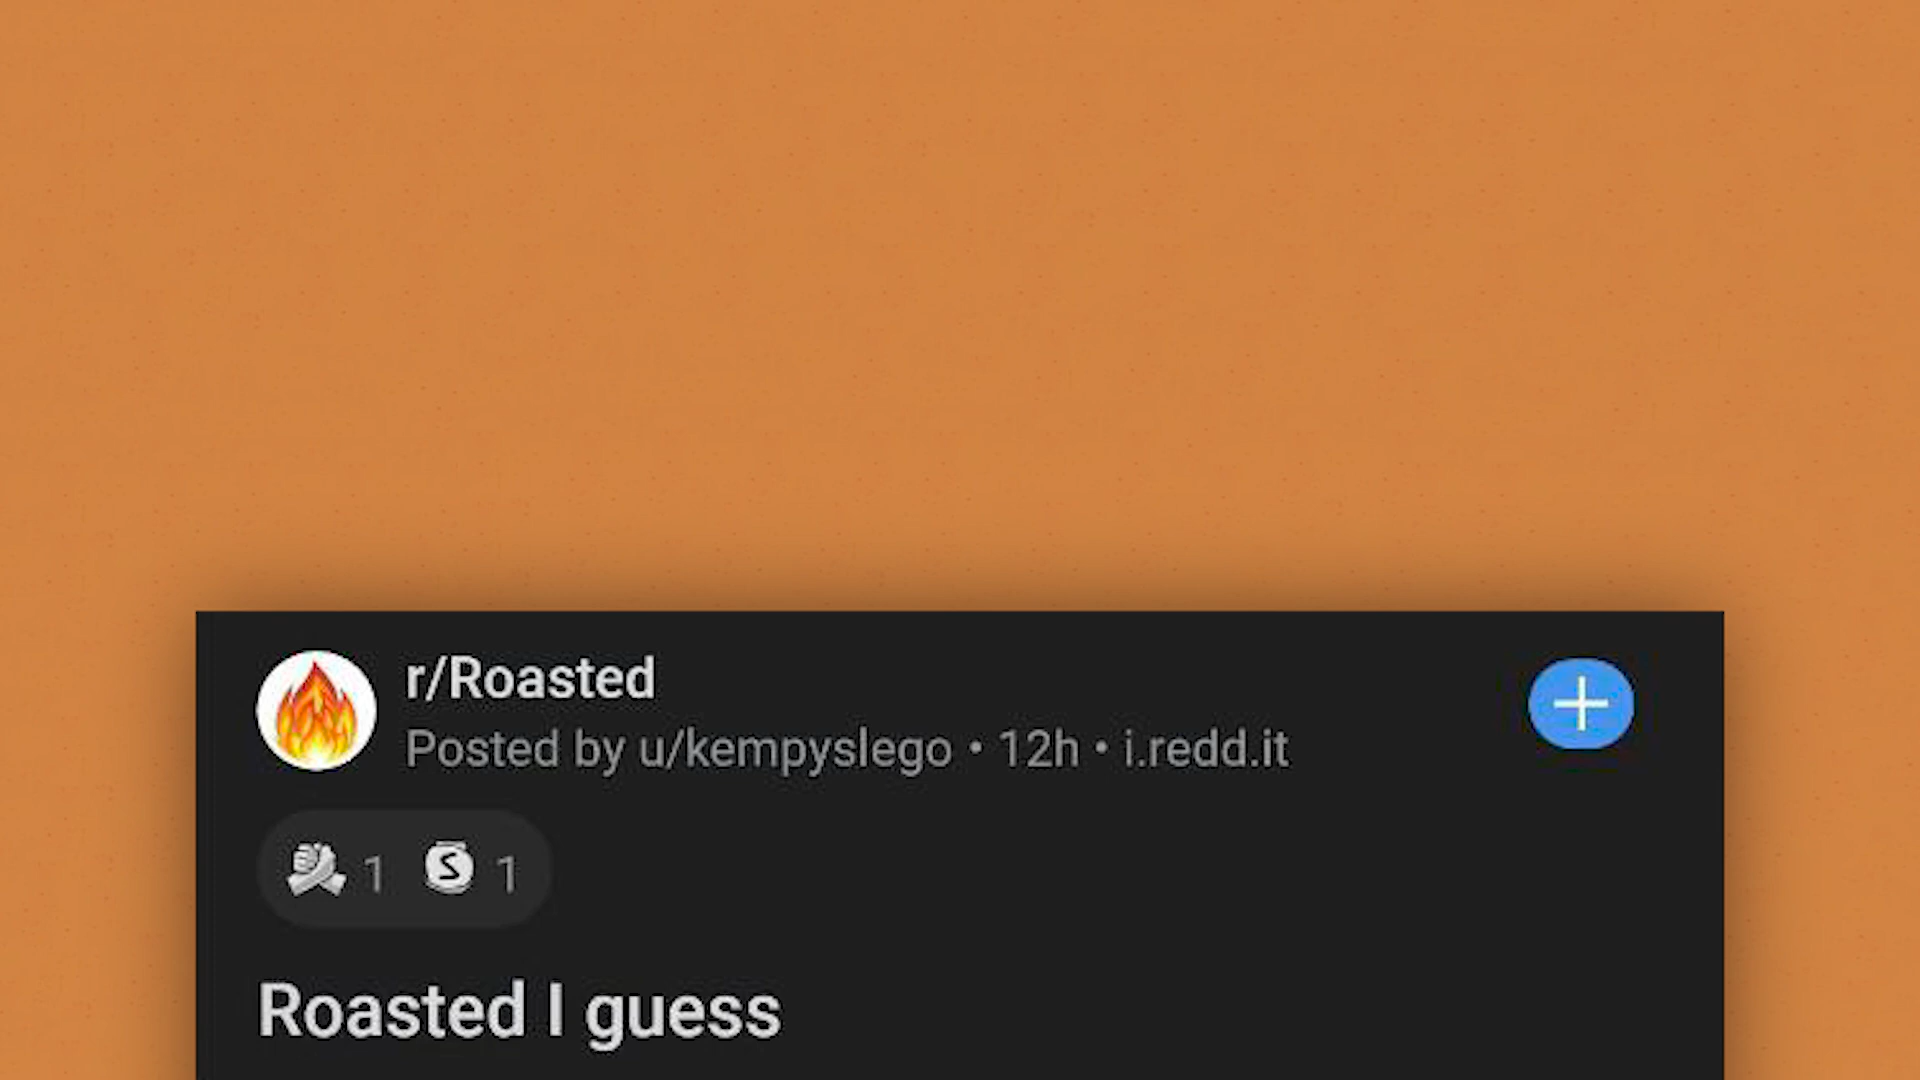 r/Roasted
Posted by u/kempyslego • 12h • i.redd.it
1 S 1
Roasted I guess